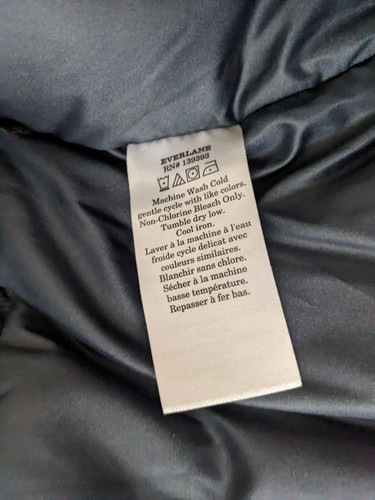 EVERLANE
RN# 139393
Machine Wash Cold
gentle cycle with like colors.
Non-Chlorine Bleach Only.
Tumble dry low.
Cool iron.
Laver à la machine à l'eau
froide cycle delicat avec
couleurs similaires.
Blanchir sans chlore.
Sécher à la machine
basse température.
Repasser à fer bas.